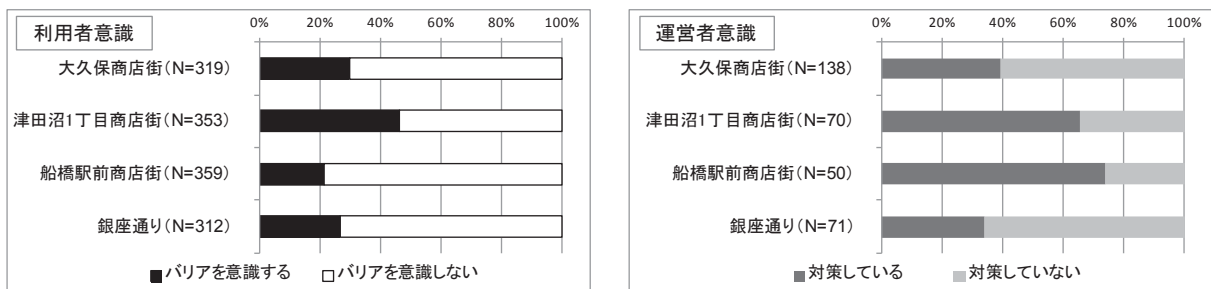 利用者意識
0% 20% 40% 60% 80% 100%
大久保商店街(N=319)
津田沼1丁目商店街(N=353)
船橋駅前商店街(N=359)
銀座通り(N=312)
■バリアを意識する □バリアを意識しない
運営者意識
0% 20% 40% 60% 80% 100%
大久保商店街(N=138)
津田沼1丁目商店街(N=70)
船橋駅前商店街(N=50)
銀座通り(N=71)
■対策している ■対策していない